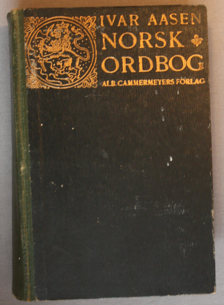 IVAR AASEN
NORSK
ORDBOG
ALB. CAMMERMEYERS FORLAG